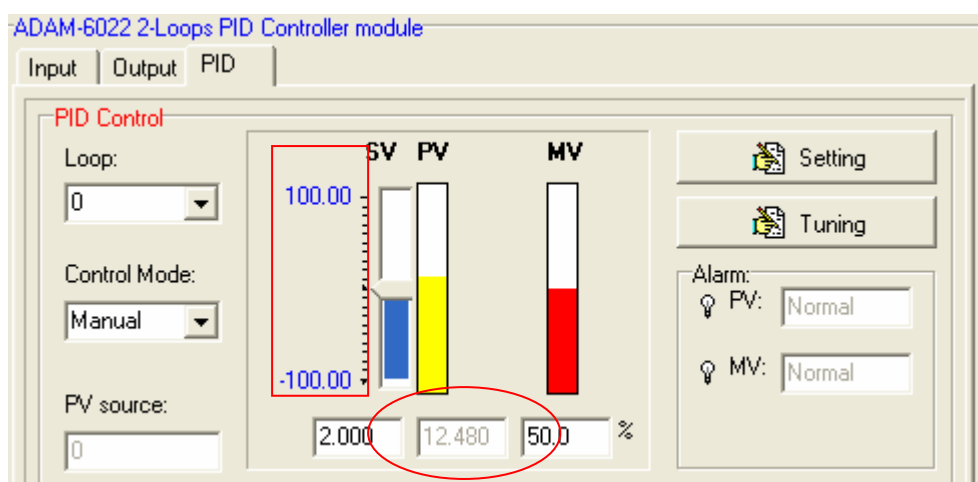 ADAM-6022 2-Loops PID Controller module
Input Output PID
PID Control
Loop:
0
Control Mode:
Manual
PV source:
0
SV PV MV
100.00
-100.00
2.000 12.480 50.0 %
Setting
Tuning
Alarm:
PV: Normal
MV: Normal